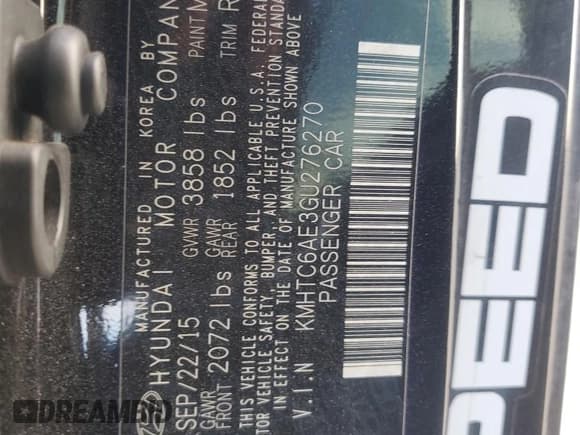 MANUFACTURED IN KOREA BY
HYUNDAI MOTOR COMPAN
SEP/22/15 GVWR 3858 lbs PAINT
GAWR FRONT 2072 lbs GAWR REAR 1852 lbs TRIM R
THIS VEHICLE CONFORMS TO ALL APPLICABLE U.S.A. FEDERAL
MOTOR VEHICLE SAFETY, BUMPER, AND THEFT PREVENTION STANDA
IN EFFECT ON THE DATE OF MANUFACTURE SHOWN ABOVE
V.I.N KMHTC6AE3GU276270
PASSENGER CAR
PEED
DREAMBID